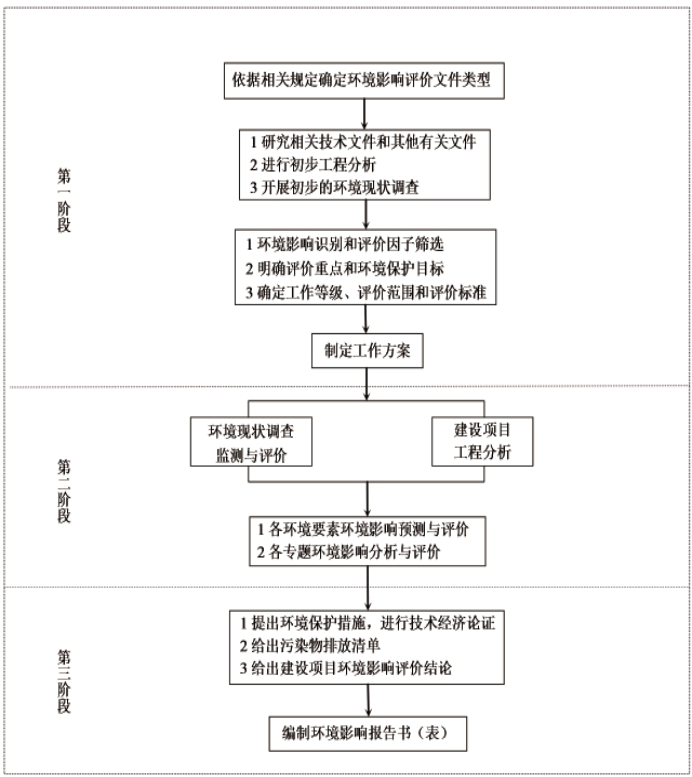 依据相关规定确定环境影响评价文件类型
第一阶段
1 研究相关技术文件和其他有关文件
2 进行初步工程分析
3 开展初步的环境现状调查
1 环境影响识别和评价因子筛选
2 明确评价重点和环境保护目标
3 确定工作等级、评价范围和评价标准
制定工作方案
第二阶段
环境现状调查
监测与评价
建设项目
工程分析
1 各环境要素环境影响预测与评价
2 各专题环境影响分析与评价
第三阶段
1 提出环境保护措施，进行技术经济论证
2 给出污染物排放清单
3 给出建设项目环境影响评价结论
编制环境影响报告书（表）